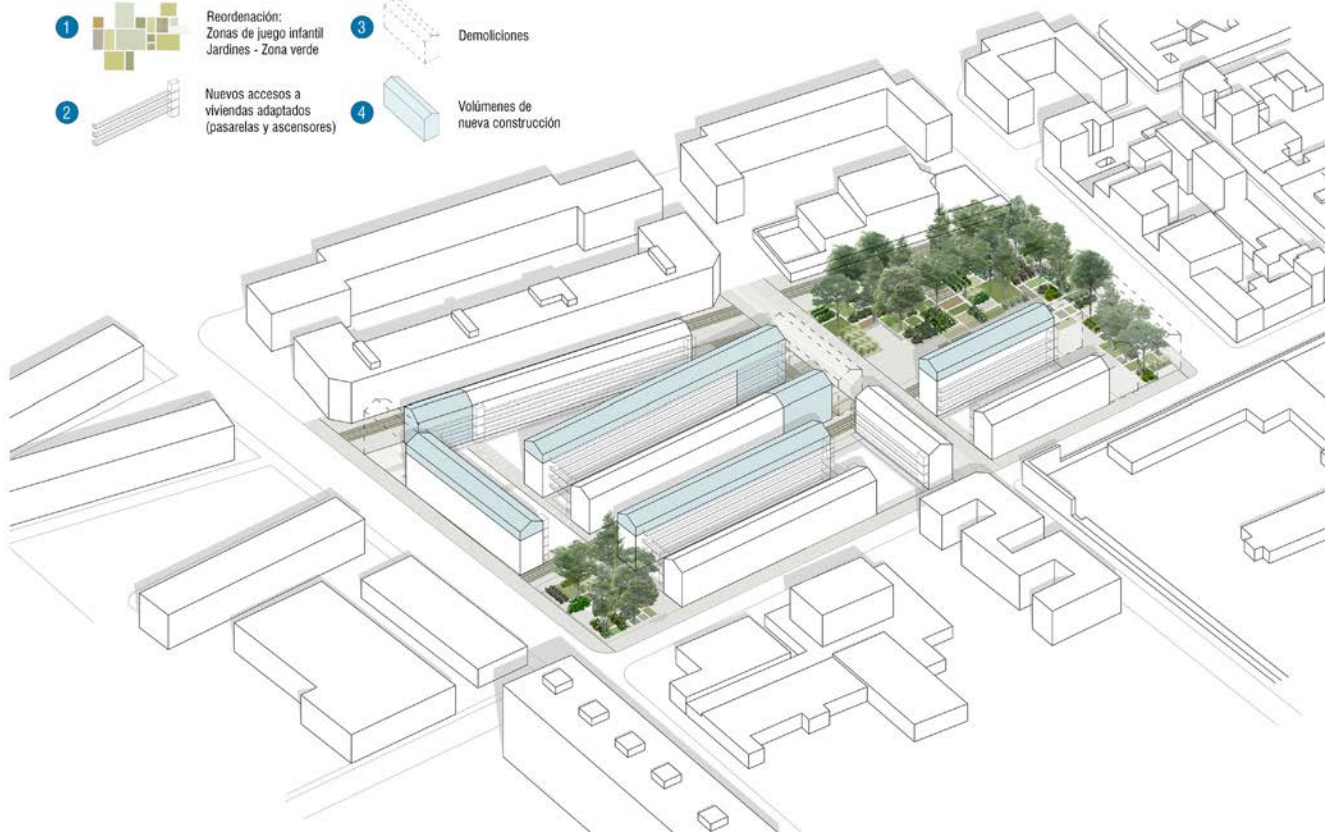 1
Reordenación:
Zonas de juego infantil
Jardines - Zona verde
2
Nuevos accesos a
viviendas adaptados
(pasarelas y ascensores)
3
Demoliciones
4
Volúmenes de
nueva construcción